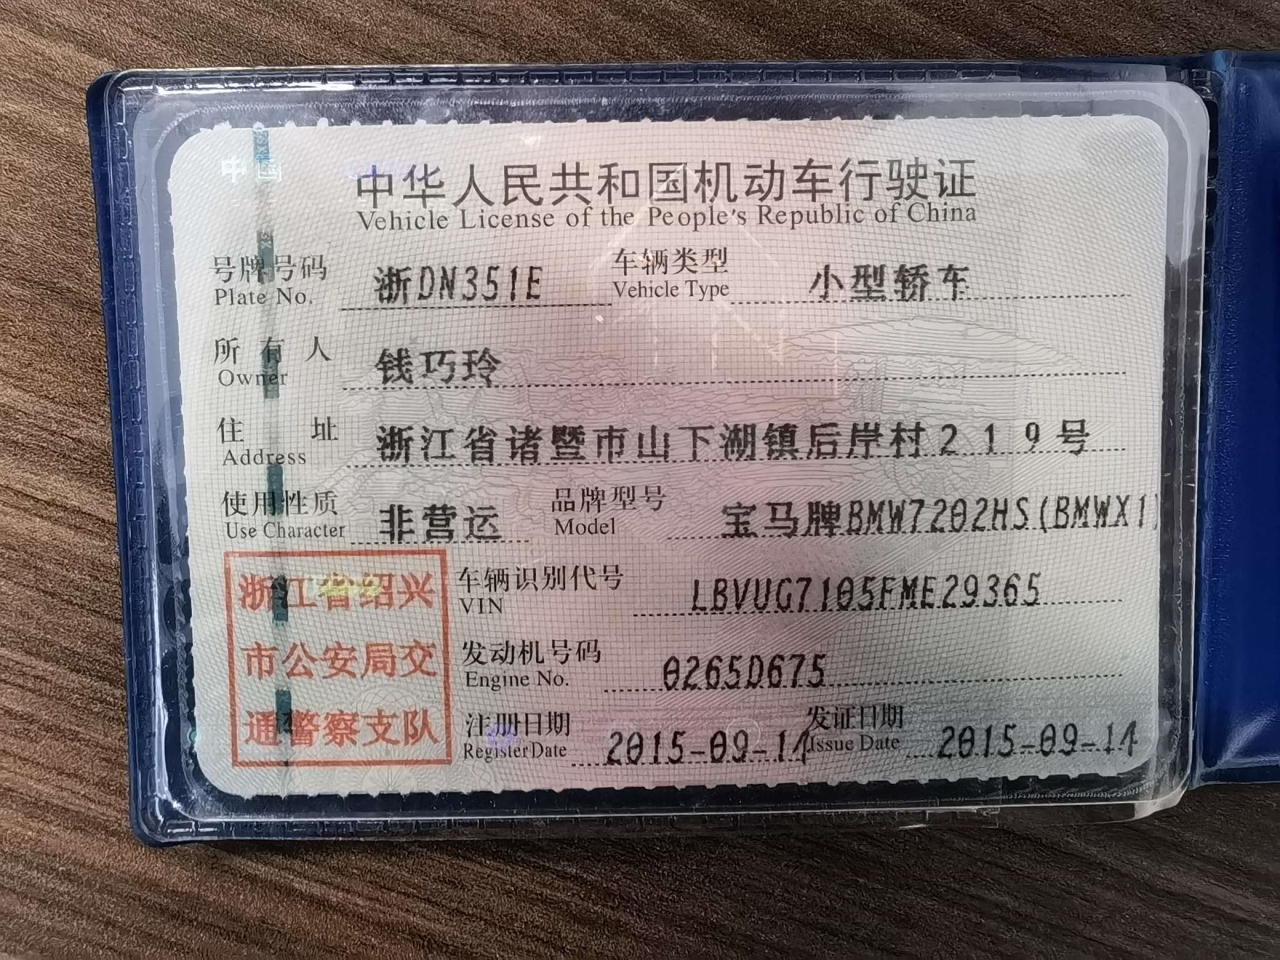 中国
中华人民共和国机动车行驶证
Vehicle License of the People's Republic of China
号牌号码 浙DN351E 车辆类型 小型轿车
Plate No. Vehicle Type
所有人 钱巧玲
Owner
住址 浙江省诸暨市山下湖镇后岸村219号
Address
使用性质 非营运 品牌型号 宝马牌BMW7202HS(BMWX1)
Use Character Model
浙江省绍兴
市公安局交
通警察支队
车辆识别代号 LBVUG7105FME29365
VIN
发动机号码 0265D675
Engine No.
注册日期 2015-09-14 发证日期 2015-09-14
Register Date Issue Date